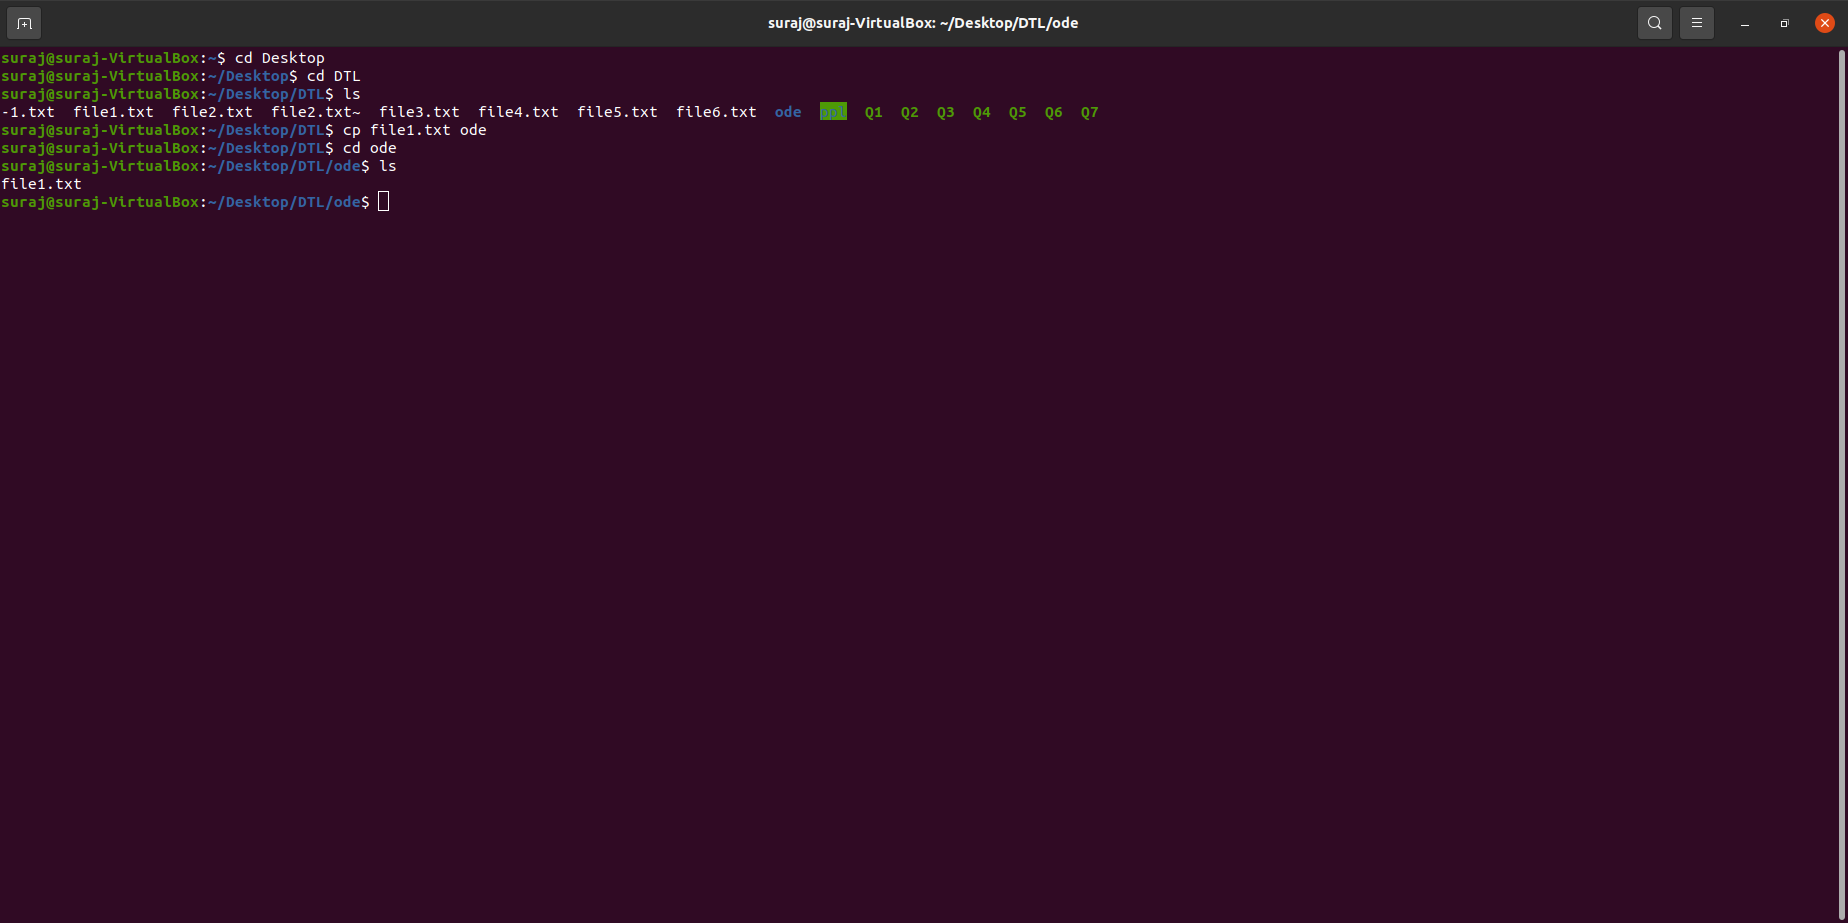 suraj@suraj-VirtualBox: ~/Desktop/DTL/ode
suraj@suraj-VirtualBox:~$ cd Desktop
suraj@suraj-VirtualBox:~/Desktop$ cd DTL
suraj@suraj-VirtualBox:~/Desktop/DTL$ ls
-1.txt  file1.txt  file2.txt  file2.txt~  file3.txt  file4.txt  file5.txt  file6.txt  ode  ppl  Q1  Q2  Q3  Q4  Q5  Q6  Q7
suraj@suraj-VirtualBox:~/Desktop/DTL$ cp file1.txt ode
suraj@suraj-VirtualBox:~/Desktop/DTL$ cd ode
suraj@suraj-VirtualBox:~/Desktop/DTL/ode$ ls
file1.txt
suraj@suraj-VirtualBox:~/Desktop/DTL/ode$